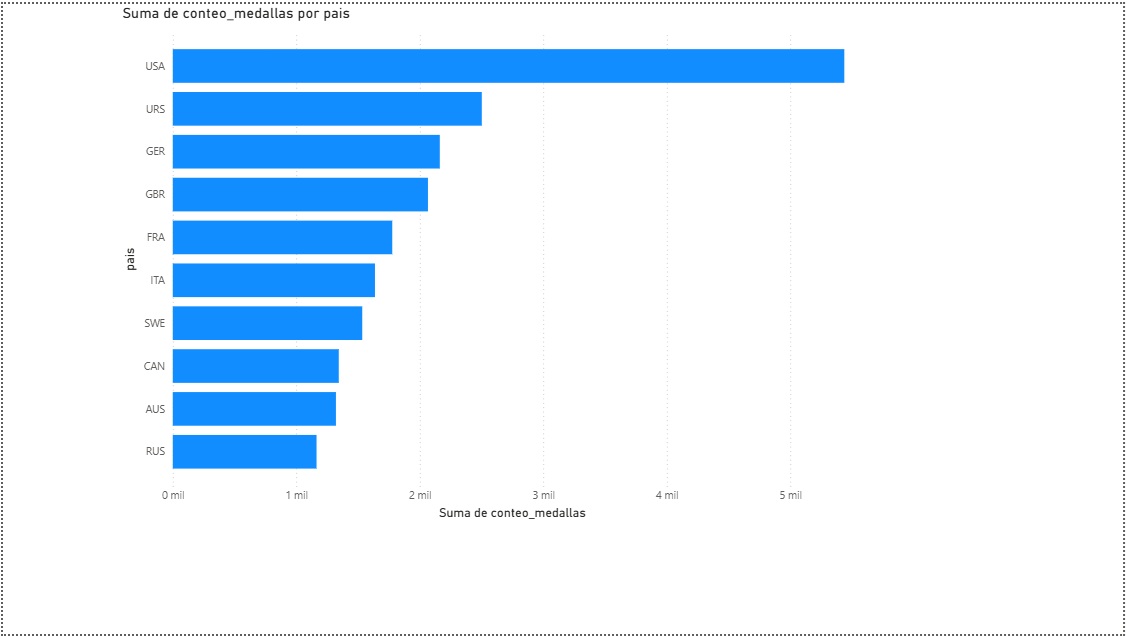 Suma de conteo_medallas por pais
USA
URS
GER
GBR
FRA
pais
ITA
SWE
CAN
AUS
RUS
0 mil 1 mil 2 mil 3 mil 4 mil 5 mil
Suma de conteo_medallas